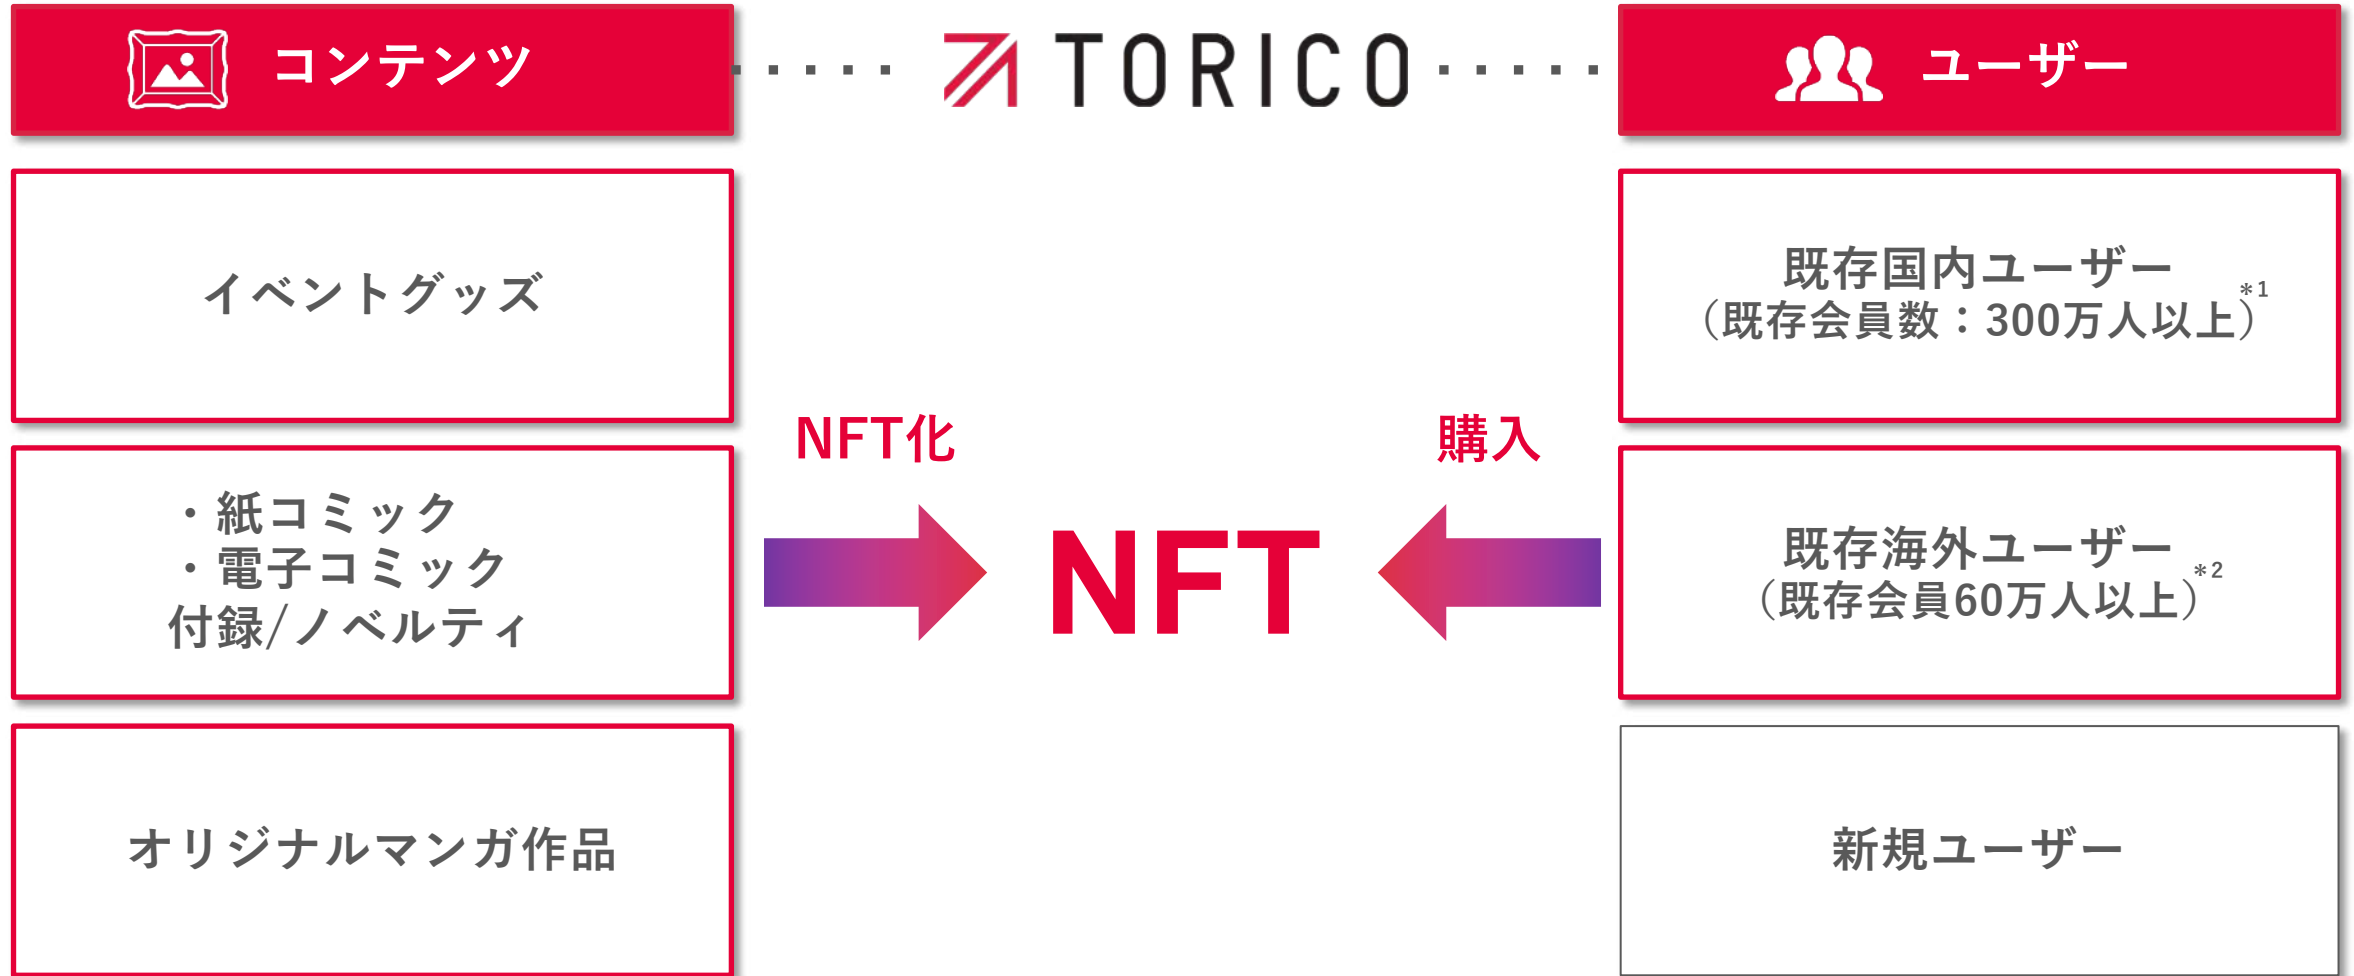 コンテンツ
TORICO
ユーザー
イベントグッズ
・紙コミック
・電子コミック
付録/ノベルティ
オリジナルマンガ作品
NFT化
NFT
購入
既存国内ユーザー
（既存会員数：300万人以上）*1
既存海外ユーザー
（既存会員60万人以上）*2
新規ユーザー